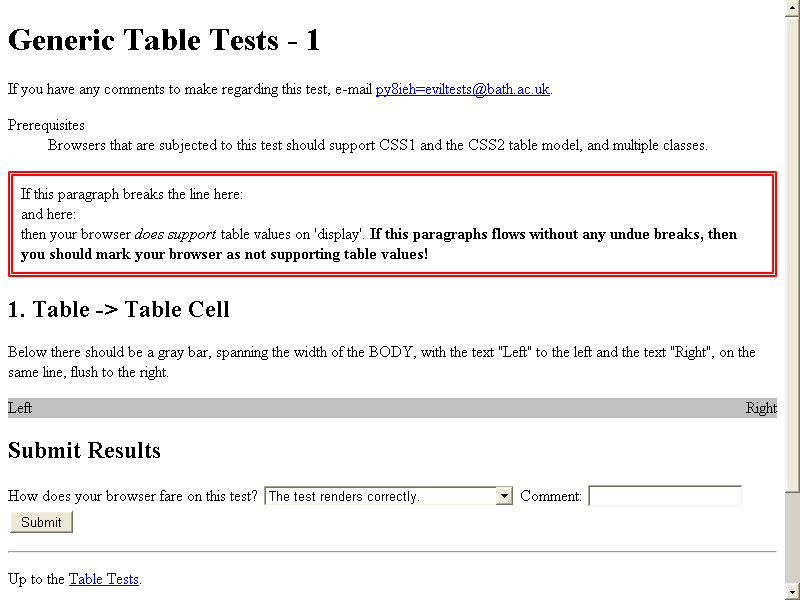 Generic Table Tests - 1
If you have any comments to make regarding this test, e-mail py8ieh=eviltests@bath.ac.uk.
Prerequisites
Browsers that are subjected to this test should support CSS1 and the CSS2 table model, and multiple classes.
If this paragraph breaks the line here:
and here:
then your browser does support table values on 'display'. If this paragraphs flows without any undue breaks, then
you should mark your browser as not supporting table values!
1. Table -> Table Cell
Below there should be a gray bar, spanning the width of the BODY, with the text "Left" to the left and the text "Right", on the
same line, flush to the right.
Left Right
Submit Results
How does your browser fare on this test? The test renders correctly. Comment:
Submit
Up to the Table Tests.